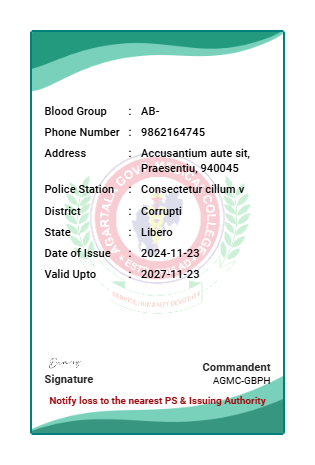 Blood Group : AB-
Phone Number : 9862164745
Address : Accusantium aute sit,
Praesentiu, 940045
Police Station : Consectetur cillum v
District : Corrupti
State : Libero
Date of Issue : 2024-11-23
Valid Upto : 2027-11-23
AGARTALA GOVT. MEDICAL COLLEGE
SERVICE HUMANITY DEVOTION
Signature
Commandent
AGMC-GBPH
Notify loss to the nearest PS & Issuing Authority